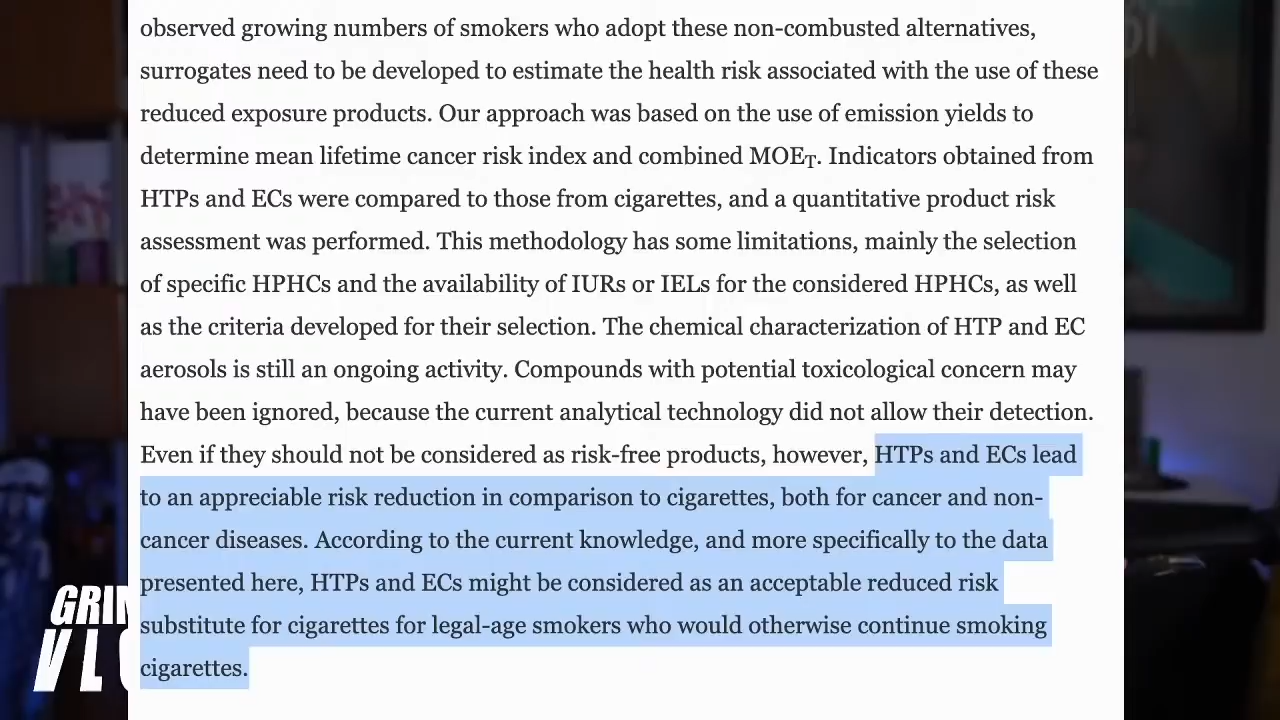 observed growing numbers of smokers who adopt these non-combusted alternatives,
surrogates need to be developed to estimate the health risk associated with the use of these
reduced exposure products. Our approach was based on the use of emission yields to
determine mean lifetime cancer risk index and combined MOET. Indicators obtained from
HTPs and ECs were compared to those from cigarettes, and a quantitative product risk
assessment was performed. This methodology has some limitations, mainly the selection
of specific HPHCs and the availability of IURs or IELs for the considered HPHCs, as well
as the criteria developed for their selection. The chemical characterization of HTP and EC
aerosols is still an ongoing activity. Compounds with potential toxicological concern may
have been ignored, because the current analytical technology did not allow their detection.
Even if they should not be considered as risk-free products, however, HTPs and ECs lead
to an appreciable risk reduction in comparison to cigarettes, both for cancer and non-
cancer diseases. According to the current knowledge, and more specifically to the data
presented here, HTPs and ECs might be considered as an acceptable reduced risk
substitute for cigarettes for legal-age smokers who would otherwise continue smoking
cigarettes.